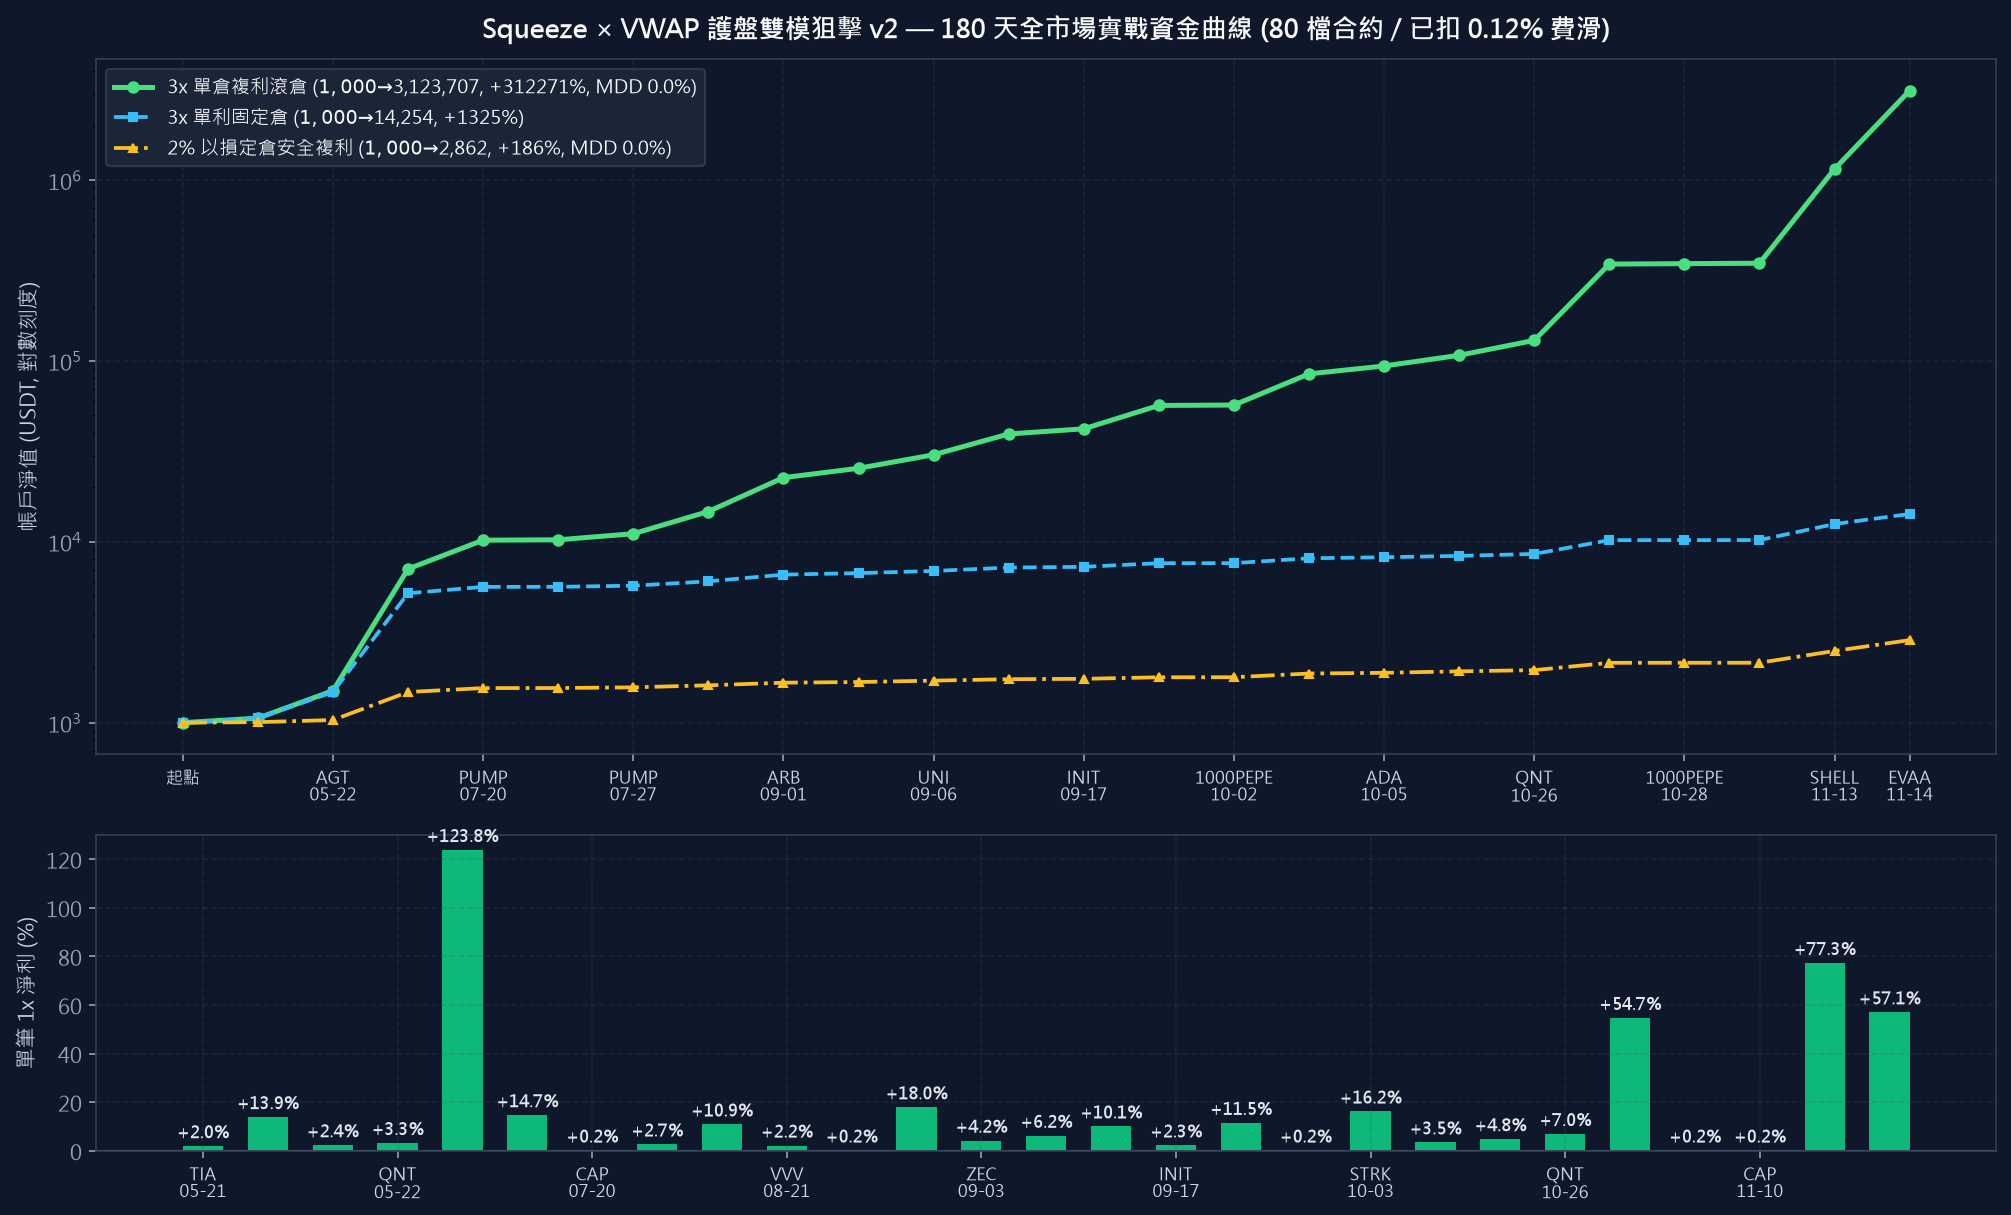 Squeeze × VWAP 護盤雙模狙擊 v2 — 180 天全市場實戰資金曲線 (80 檔合約 / 已扣 0.12% 費滑)
3x 單倉複利滾倉 (1,000→3,123,707, +312271%, MDD 0.0%)
3x 單利固定倉 (1,000→14,254, +1325%)
2% 以損定倉安全複利 (1,000→2,862, +186%, MDD 0.0%)
帳戶淨值 (USDT, 對數刻度)
10⁶
10⁵
10⁴
10³
起點
AGT
05-22
PUMP
07-20
PUMP
07-27
ARB
09-01
UNI
09-06
INIT
09-17
1000PEPE
10-02
ADA
10-05
QNT
10-26
1000PEPE
10-28
SHELL
11-13
EVAA
11-14
單筆 1x 淨利 (%)
120
100
80
60
40
20
0
+2.0%
+13.9%
+2.4%
+3.3%
+123.8%
+14.7%
+0.2%
+2.7%
+10.9%
+2.2%
+0.2%
+18.0%
+4.2%
+6.2%
+10.1%
+2.3%
+11.5%
+0.2%
+16.2%
+3.5%
+4.8%
+7.0%
+54.7%
+0.2%
+0.2%
+77.3%
+57.1%
TIA
05-21
QNT
05-22
CAP
07-20
VVV
08-21
ZEC
09-03
INIT
09-17
STRK
10-03
QNT
10-26
CAP
11-10